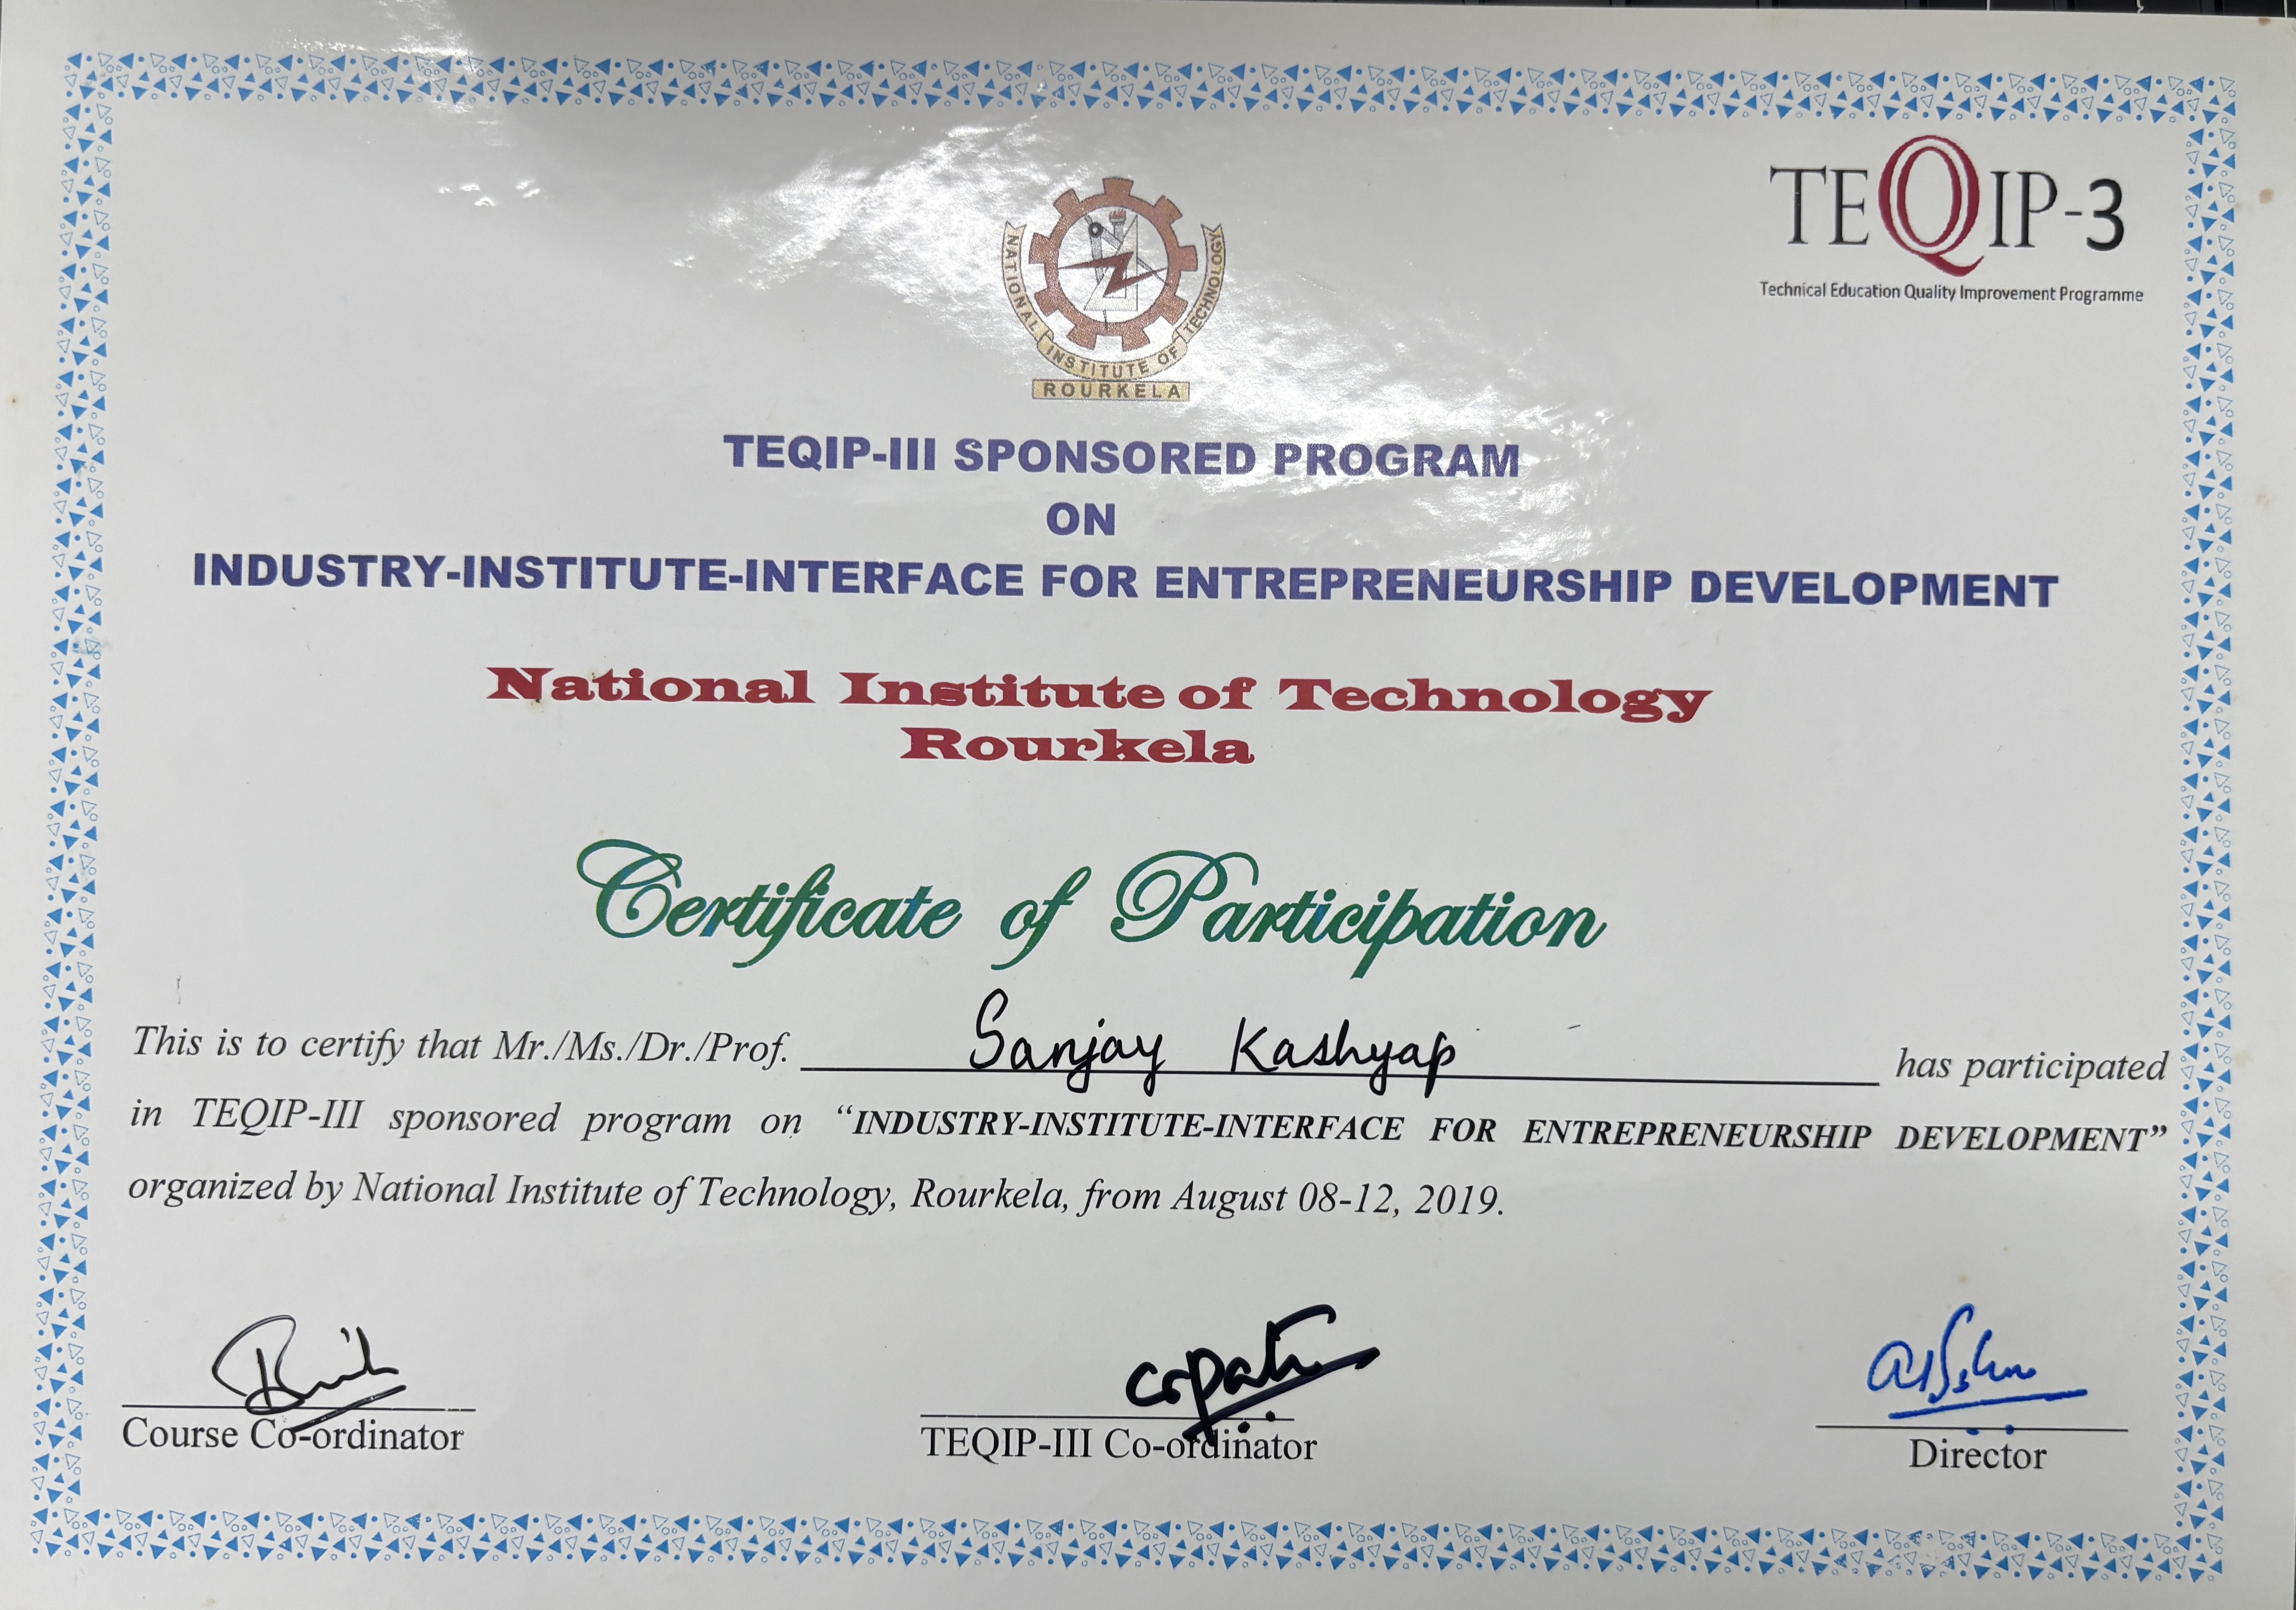 TEQIP-3
Technical Education Quality Improvement Programme
NATIONAL INSTITUTE OF TECHNOLOGY
ROURKELA
TEQIP-III SPONSORED PROGRAM
ON
INDUSTRY-INSTITUTE-INTERFACE FOR ENTREPRENEURSHIP DEVELOPMENT
National Institute of Technology
Rourkela
Certificate of Participation
This is to certify that Mr./Ms./Dr./Prof. Sanjay Kashyap has participated
in TEQIP-III sponsored program on “INDUSTRY-INSTITUTE-INTERFACE FOR ENTREPRENEURSHIP DEVELOPMENT”
organized by National Institute of Technology, Rourkela, from August 08-12, 2019.
Course Co-ordinator
TEQIP-III Co-ordinator
Director